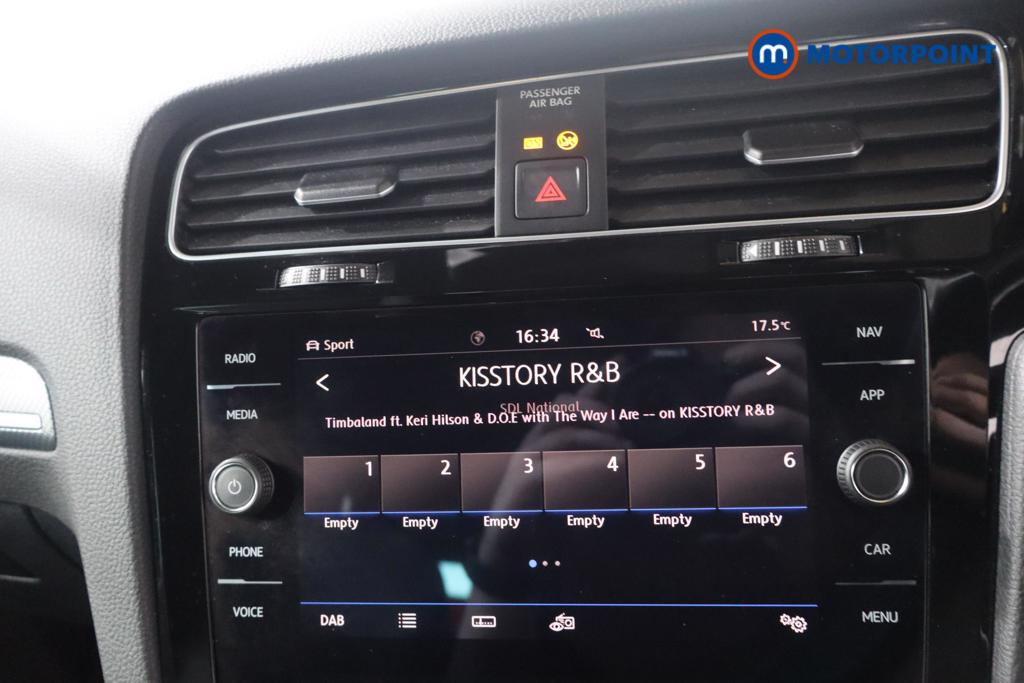 m. MOTORPOINT
PASSENGER
AIR BAG
ON
RADIO
MEDIA
PHONE
VOICE
NAV
APP
CAR
MENU
Sport 16:34 17.5°C
< KISSTORY R&B >
SDL National
Timbaland ft. Keri Hilson & D.O.E with The Way I Are -- on KISSTORY R&B
1 2 3 4 5 6
Empty Empty Empty Empty Empty Empty
DAB